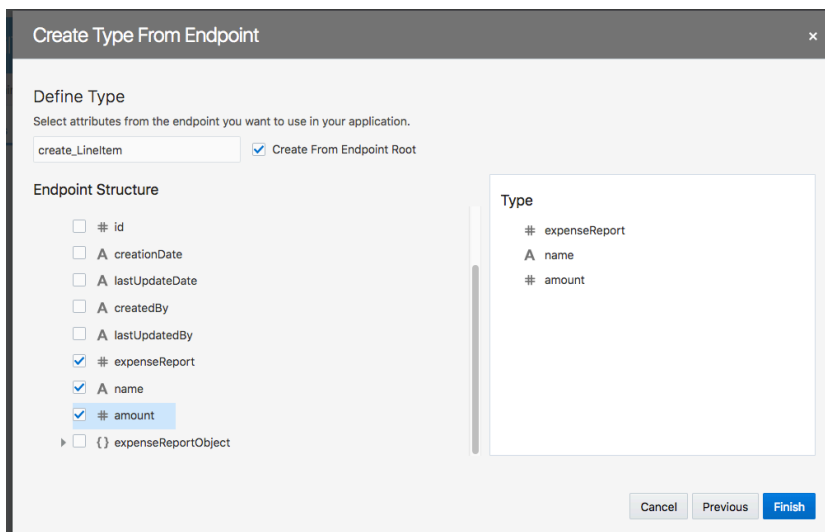 Create Type From Endpoint
×
Define Type
Select attributes from the endpoint you want to use in your application.
create_LineItem
Create From Endpoint Root
Endpoint Structure
# id
A creationDate
A lastUpdateDate
A createdBy
A lastUpdatedBy
# expenseReport
A name
# amount
{} expenseReportObject
Type
# expenseReport
A name
# amount
Cancel Previous Finish